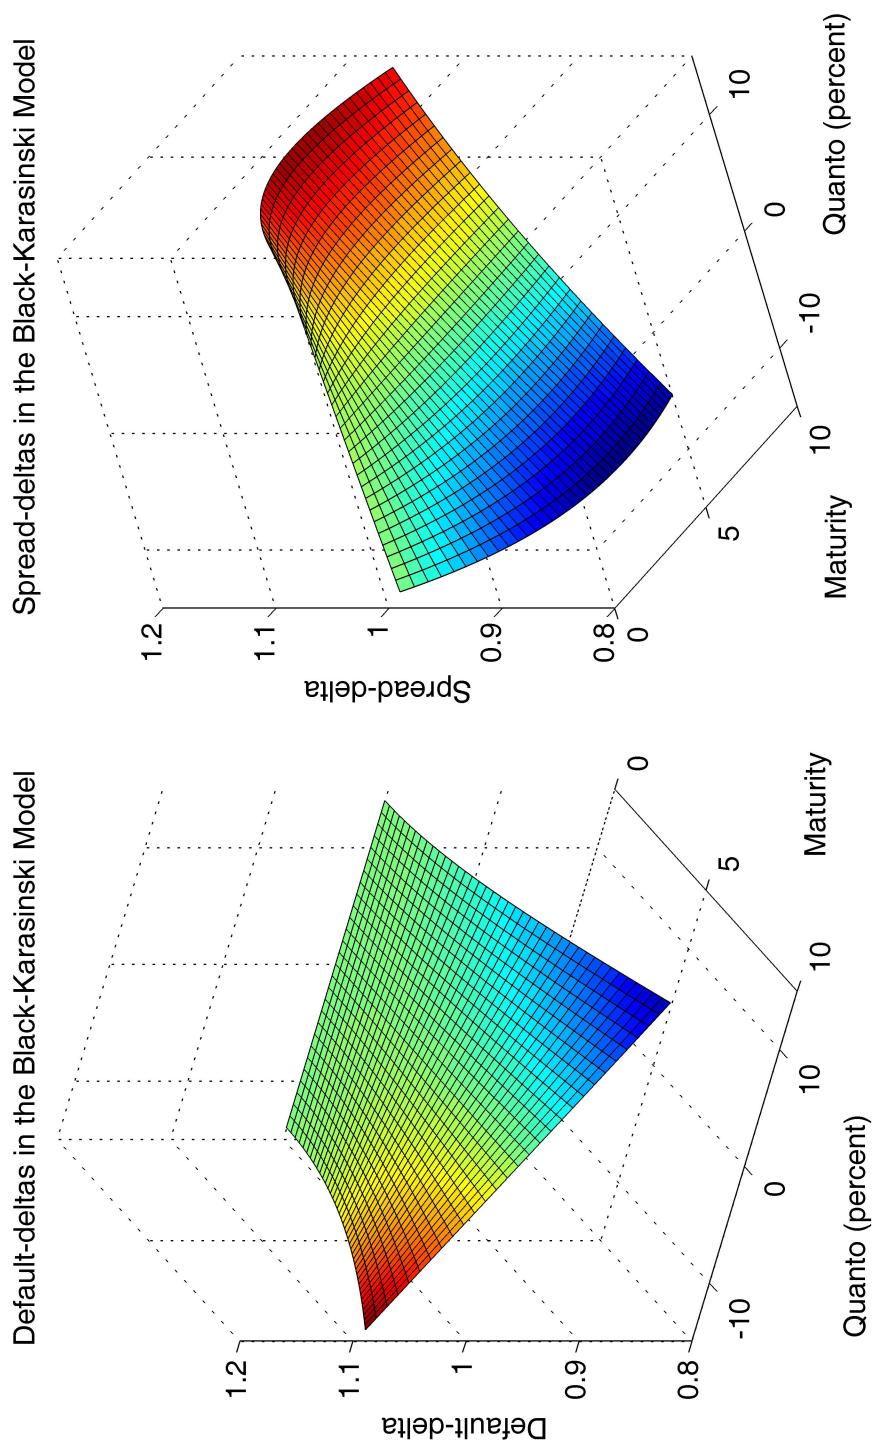 Default-deltas in the Black-Karasinski Model
1.2
1.1
1
0.9
0.8
Default-delta
-10
0
10
Quanto (percent)
10
5
0
Maturity
Spread-deltas in the Black-Karasinski Model
1.2
1.1
1
0.9
0.8
Spread-delta
0
5
10
Maturity
-10
0
10
Quanto (percent)